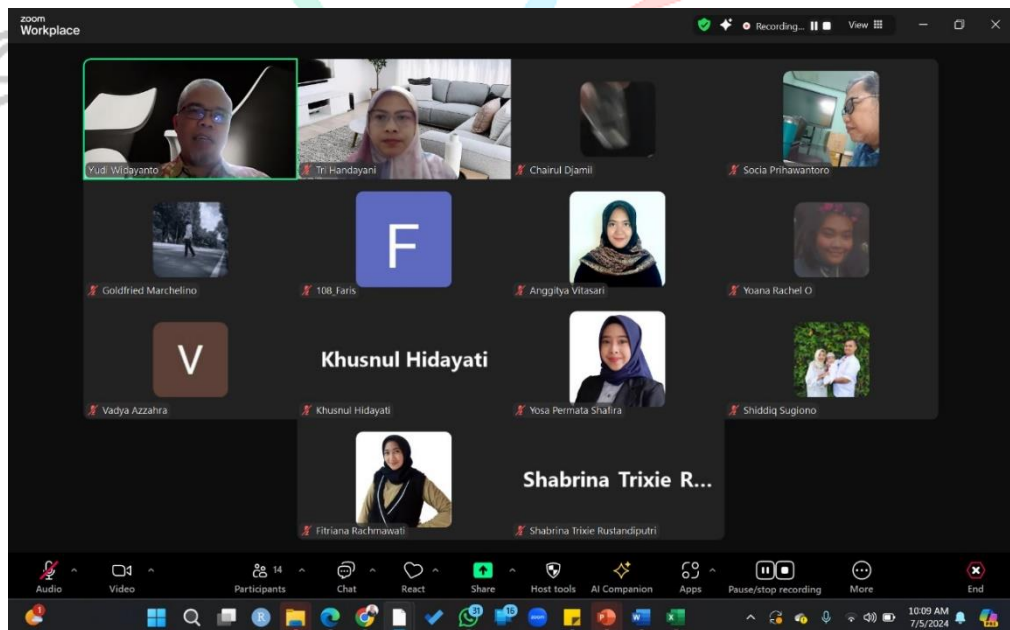 zoom
Workplace
Recording...
View
Yudi Widayanto
Tri Handayani
Chairul Djamil
Socia Prihawantoro
Goldfried Marchelino
F
108_Faris
Anggitya Vitasari
Yoana Rachel O
V
Vadya Azzahra
Khusnul Hidayati
Khusnul Hidayati
Yosa Permata Shafira
Shiddiq Sugiono
Fitriana Rachmawati
Shabrina Trixie R...
Shabrina Trixie Rustandiputri
Audio
Video
14
Participants
Chat
React
Share
Host tools
AI Companion
Apps
Pause/stop recording
More
End
31
16
10:09 AM
7/5/2024